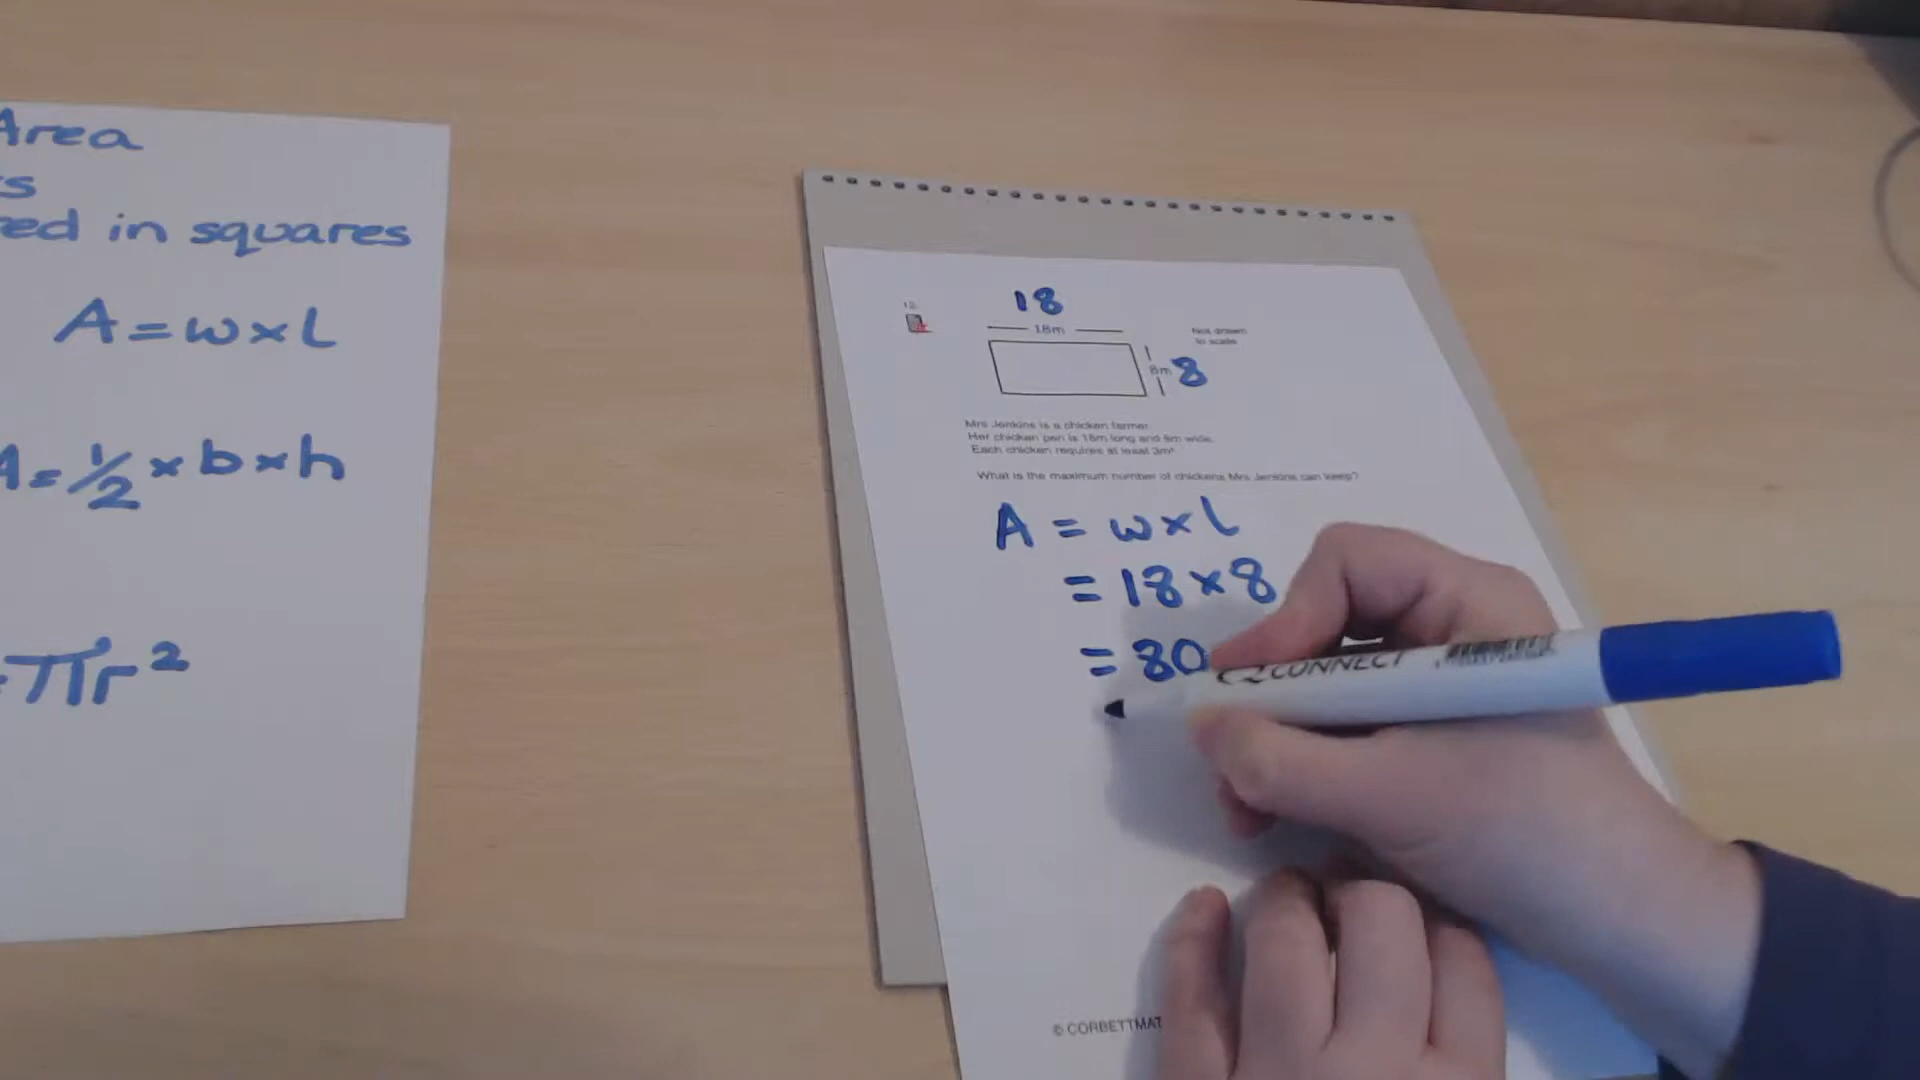 Area
s
red in squares
A=w×L
A=½×b×h
=πr²
12.
18
18m
Not drawn
to scale
8m 8
Mrs Jenkins is a chicken farmer.
Her chicken pen is 18m long and 8m wide.
Each chicken requires at least 3m²
What is the maximum number of chickens Mrs Jenkins can keep?
A = w×L
= 18×8
= 80
CONNECT
© CORBETTMAT